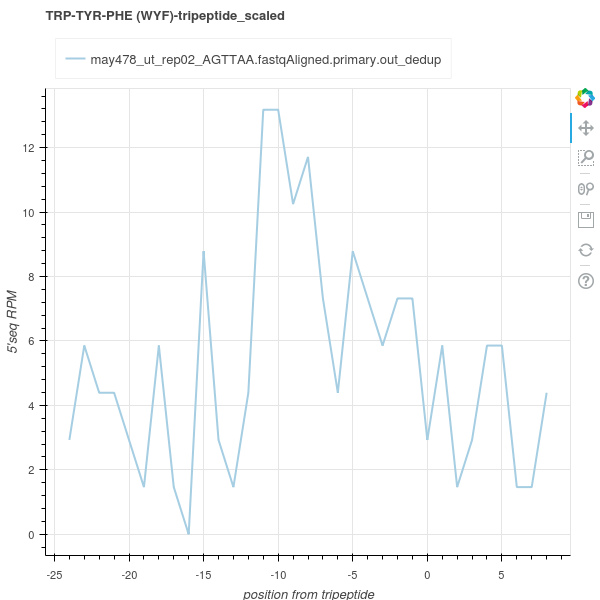 TRP-TYR-PHE (WYF)-tripeptide_scaled
may478_ut_rep02_AGTTAA.fastqAligned.primary.out_dedup
12
10
8
6
4
2
0
5'seq RPM
-25 -20 -15 -10 -5 0 5
position from tripeptide